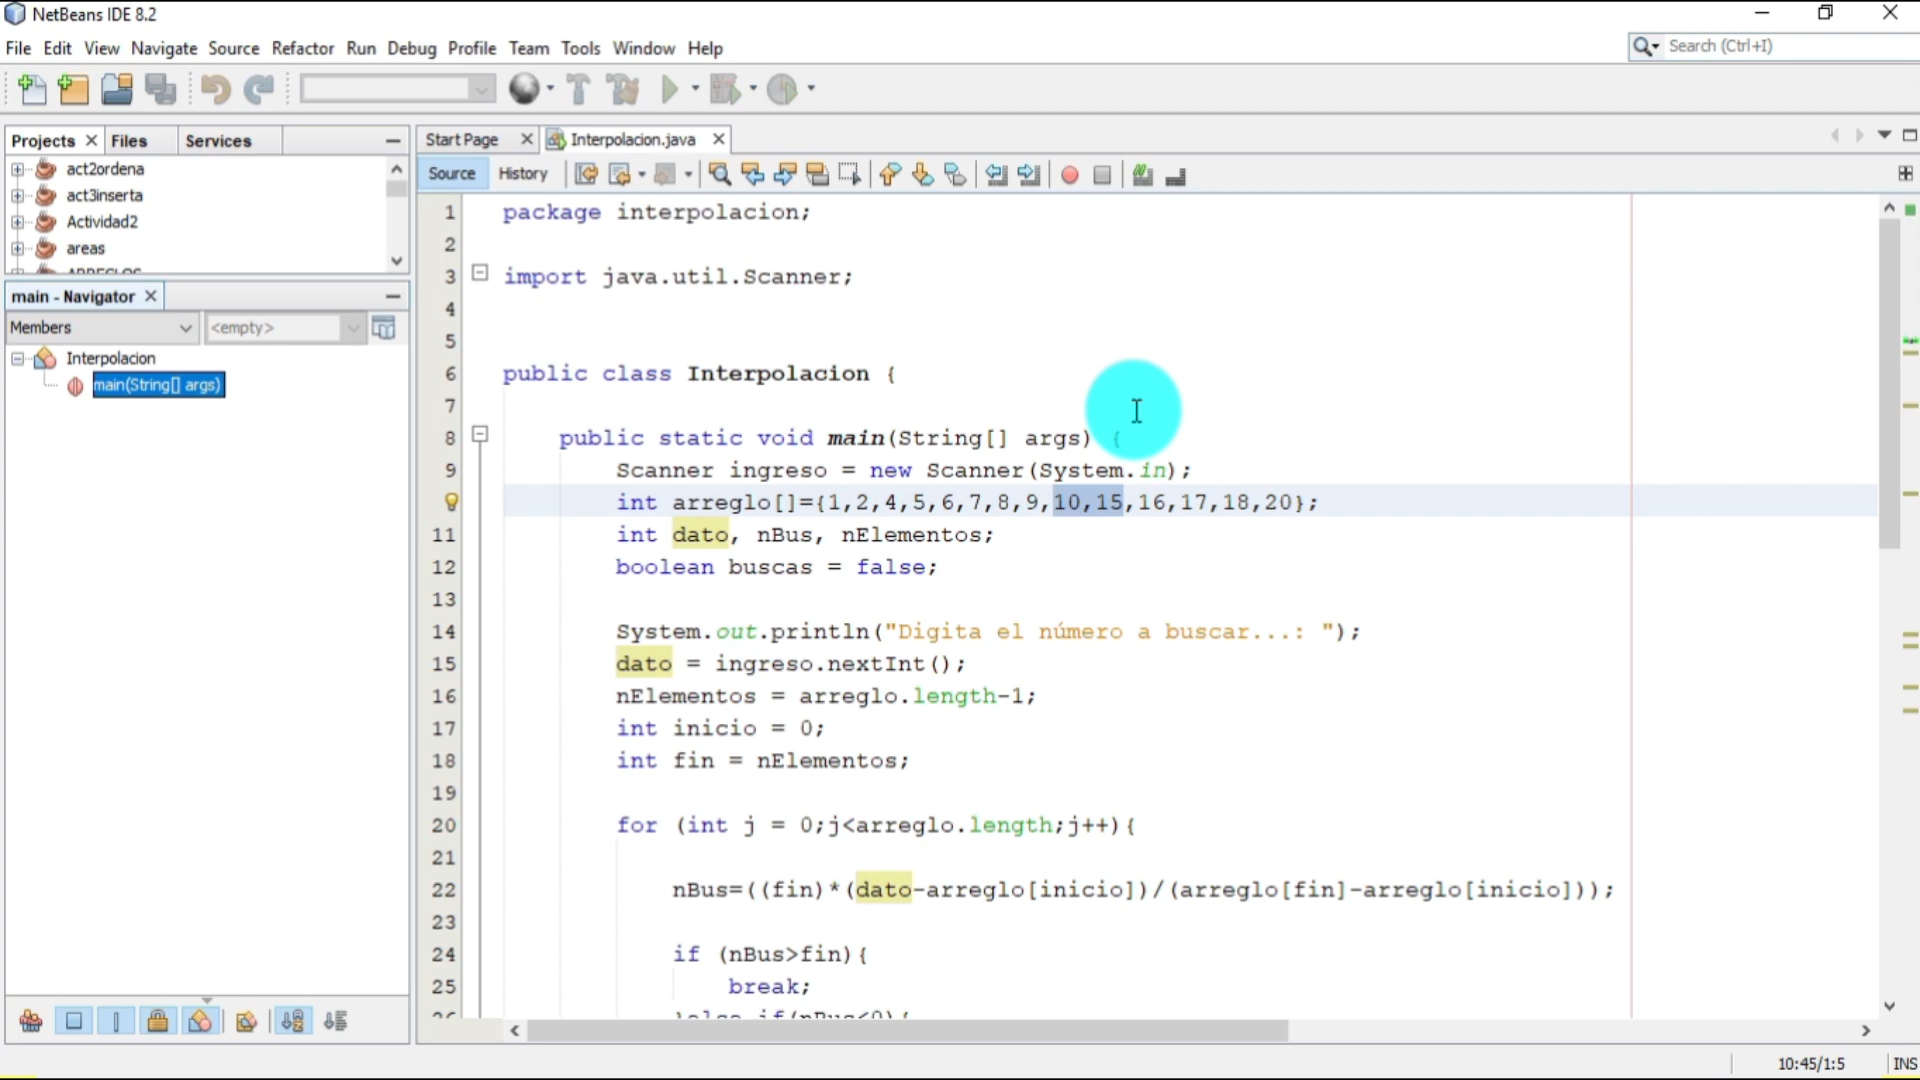 NetBeans IDE 8.2
File Edit View Navigate Source Refactor Run Debug Profile Team Tools Window Help
Search (Ctrl+I)
Projects Files Services
act2ordena
act3inserta
Actividad2
areas
main - Navigator
Members <empty>
Interpolacion
main(String[] args)
Start Page Interpolacion.java
Source History
1 package interpolacion;
2
3 import java.util.Scanner;
4
5
6 public class Interpolacion {
7
8 public static void main(String[] args) {
9 Scanner ingreso = new Scanner(System.in);
int arreglo[]={1,2,4,5,6,7,8,9,10,15,16,17,18,20};
11 int dato, nBus, nElementos;
12 boolean buscas = false;
13
14 System.out.println("Digita el número a buscar...: ");
15 dato = ingreso.nextInt();
16 nElementos = arreglo.length-1;
17 int inicio = 0;
18 int fin = nElementos;
19
20 for (int j = 0;j<arreglo.length;j++){
21
22 nBus=((fin)*(dato-arreglo[inicio])/(arreglo[fin]-arreglo[inicio]));
23
24 if (nBus>fin){
25 break;
10:45/1:5 INS